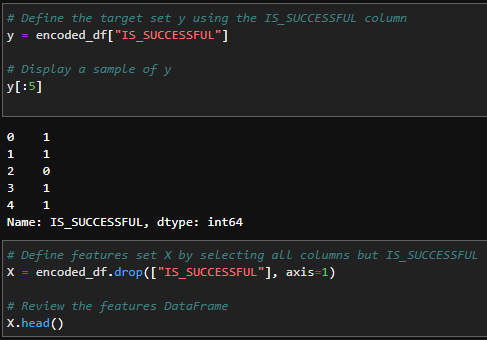 # Define the target set y using the IS_SUCCESSFUL column
y = encoded_df["IS_SUCCESSFUL"]
# Display a sample of y
y[:5]
0    1
1    1
2    0
3    1
4    1
Name: IS_SUCCESSFUL, dtype: int64
# Define features set X by selecting all columns but IS_SUCCESSFUL
X = encoded_df.drop(["IS_SUCCESSFUL"], axis=1)
# Review the features DataFrame
X.head()